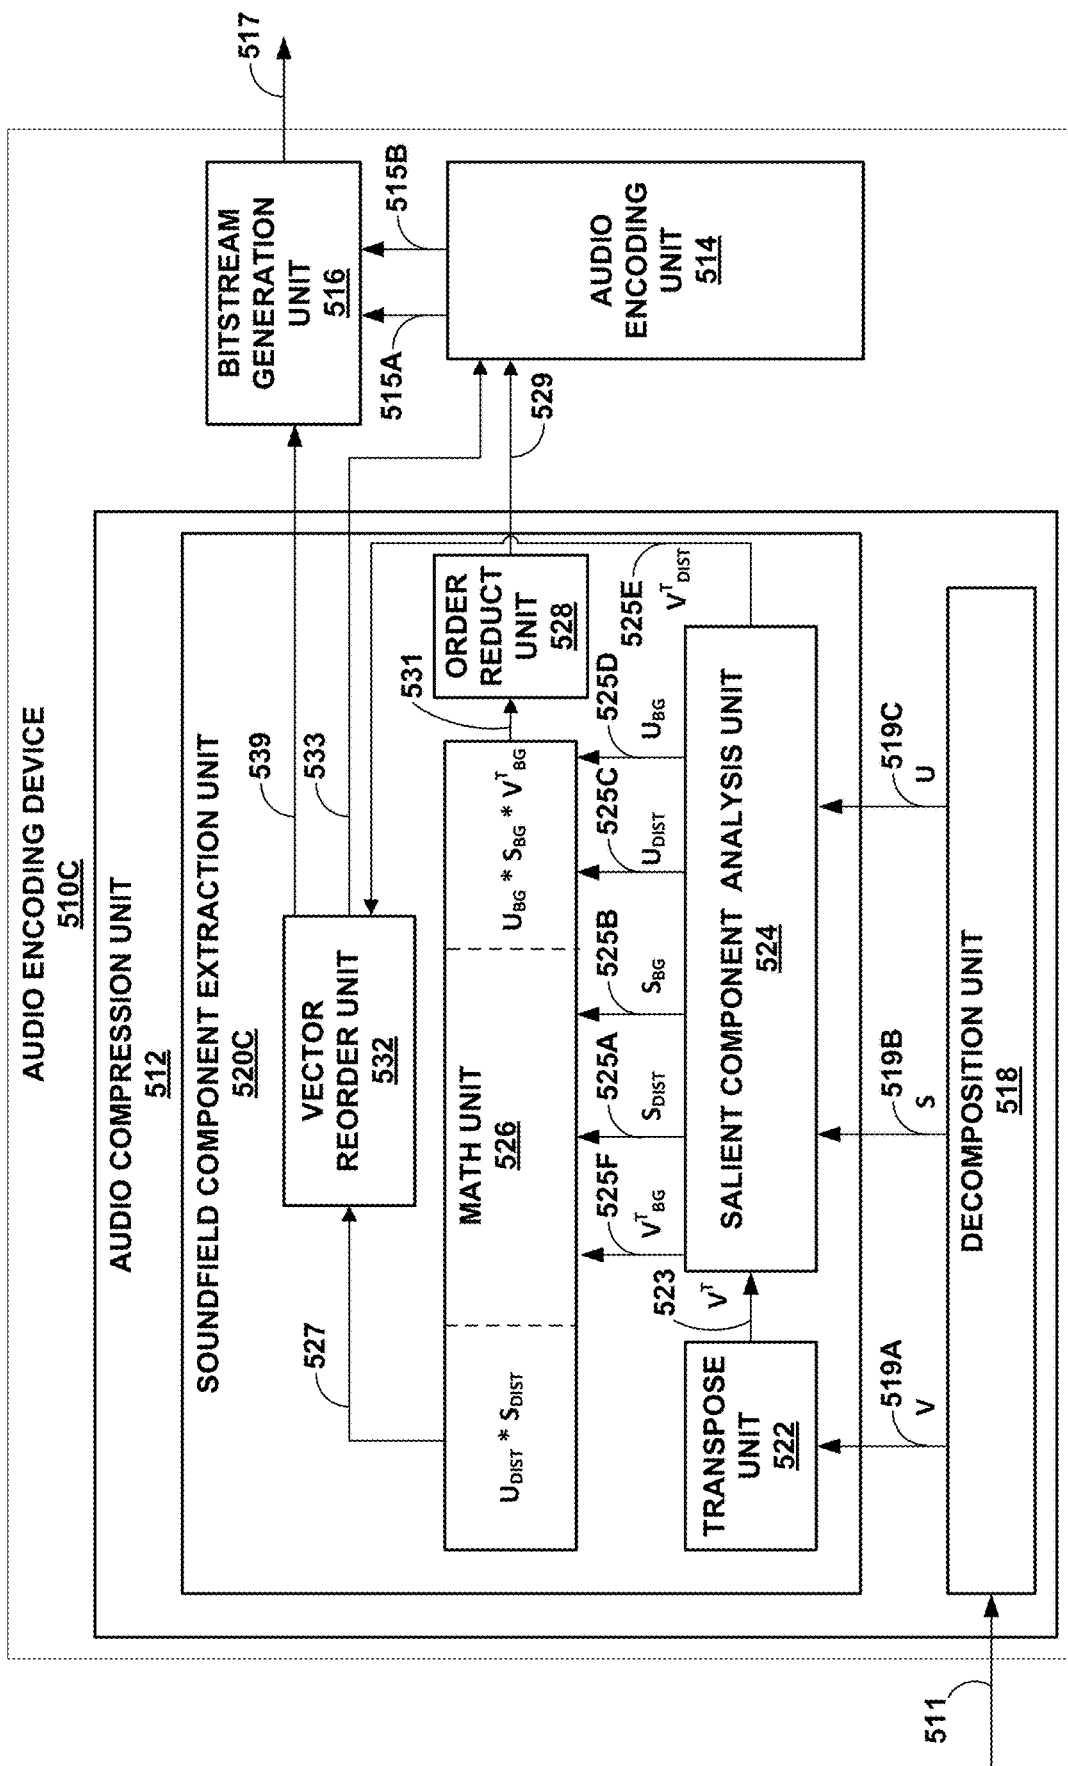 AUDIO ENCODING DEVICE
510C
AUDIO COMPRESSION UNIT
512
SOUNDFIELD COMPONENT EXTRACTION UNIT
520C
539
533
527
VECTOR
REORDER UNIT
532
BITSTREAM
GENERATION
UNIT
516
517
515A
515B
AUDIO
ENCODING
UNIT
514
529
U_DIST * S_DIST
MATH UNIT
526
U_BG * S_BG * V^T_BG
531
ORDER
REDUCT
UNIT
528
525F
V^T_BG
525A
S_DIST
525B
S_BG
525C
U_DIST
525D
U_BG
525E
V^T_DIST
TRANSPOSE
UNIT
522
523
V^T
SALIENT COMPONENT ANALYSIS UNIT
524
519A
V
519B
S
519C
U
DECOMPOSITION UNIT
518
511